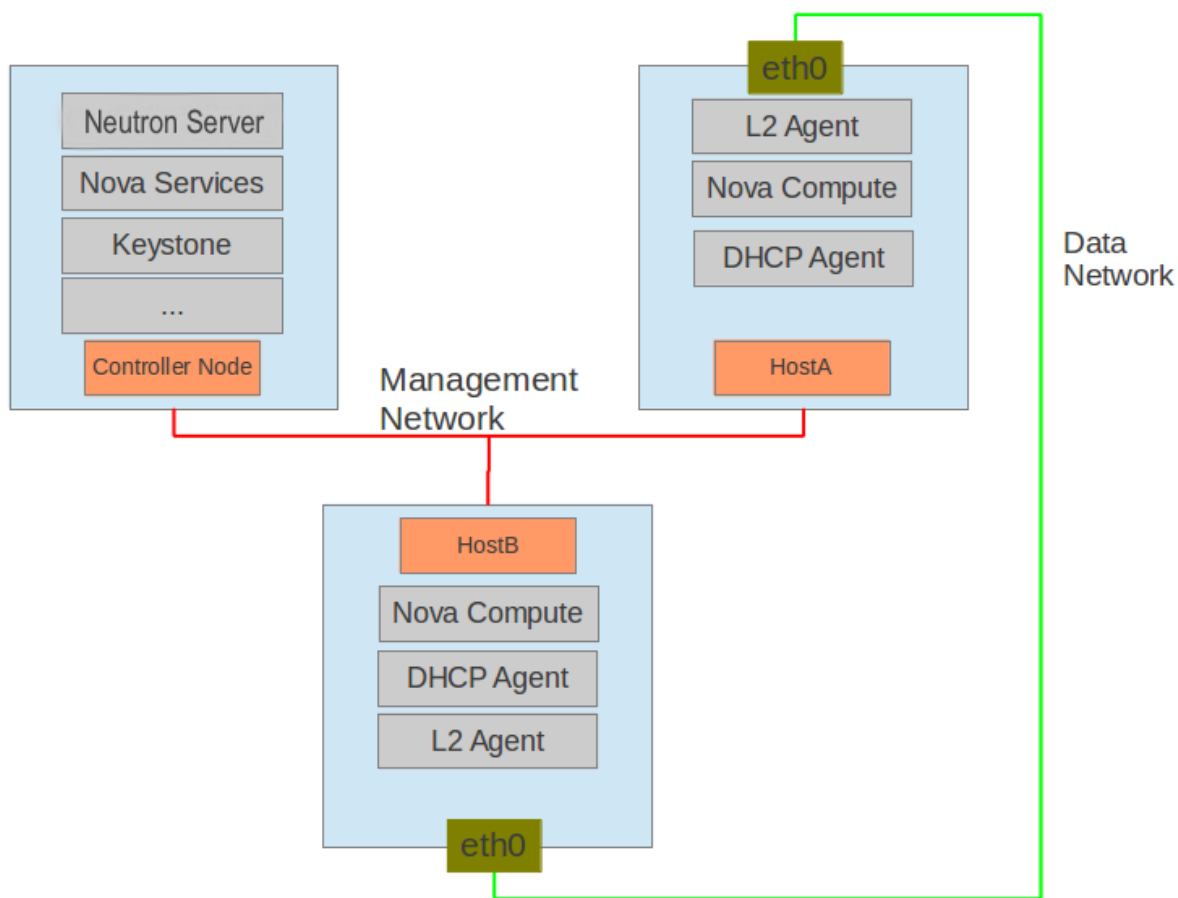 Neutron Server
Nova Services
Keystone
...
Controller Node
eth0
L2 Agent
Nova Compute
DHCP Agent
HostA
Data
Network
Management
Network
HostB
Nova Compute
DHCP Agent
L2 Agent
eth0